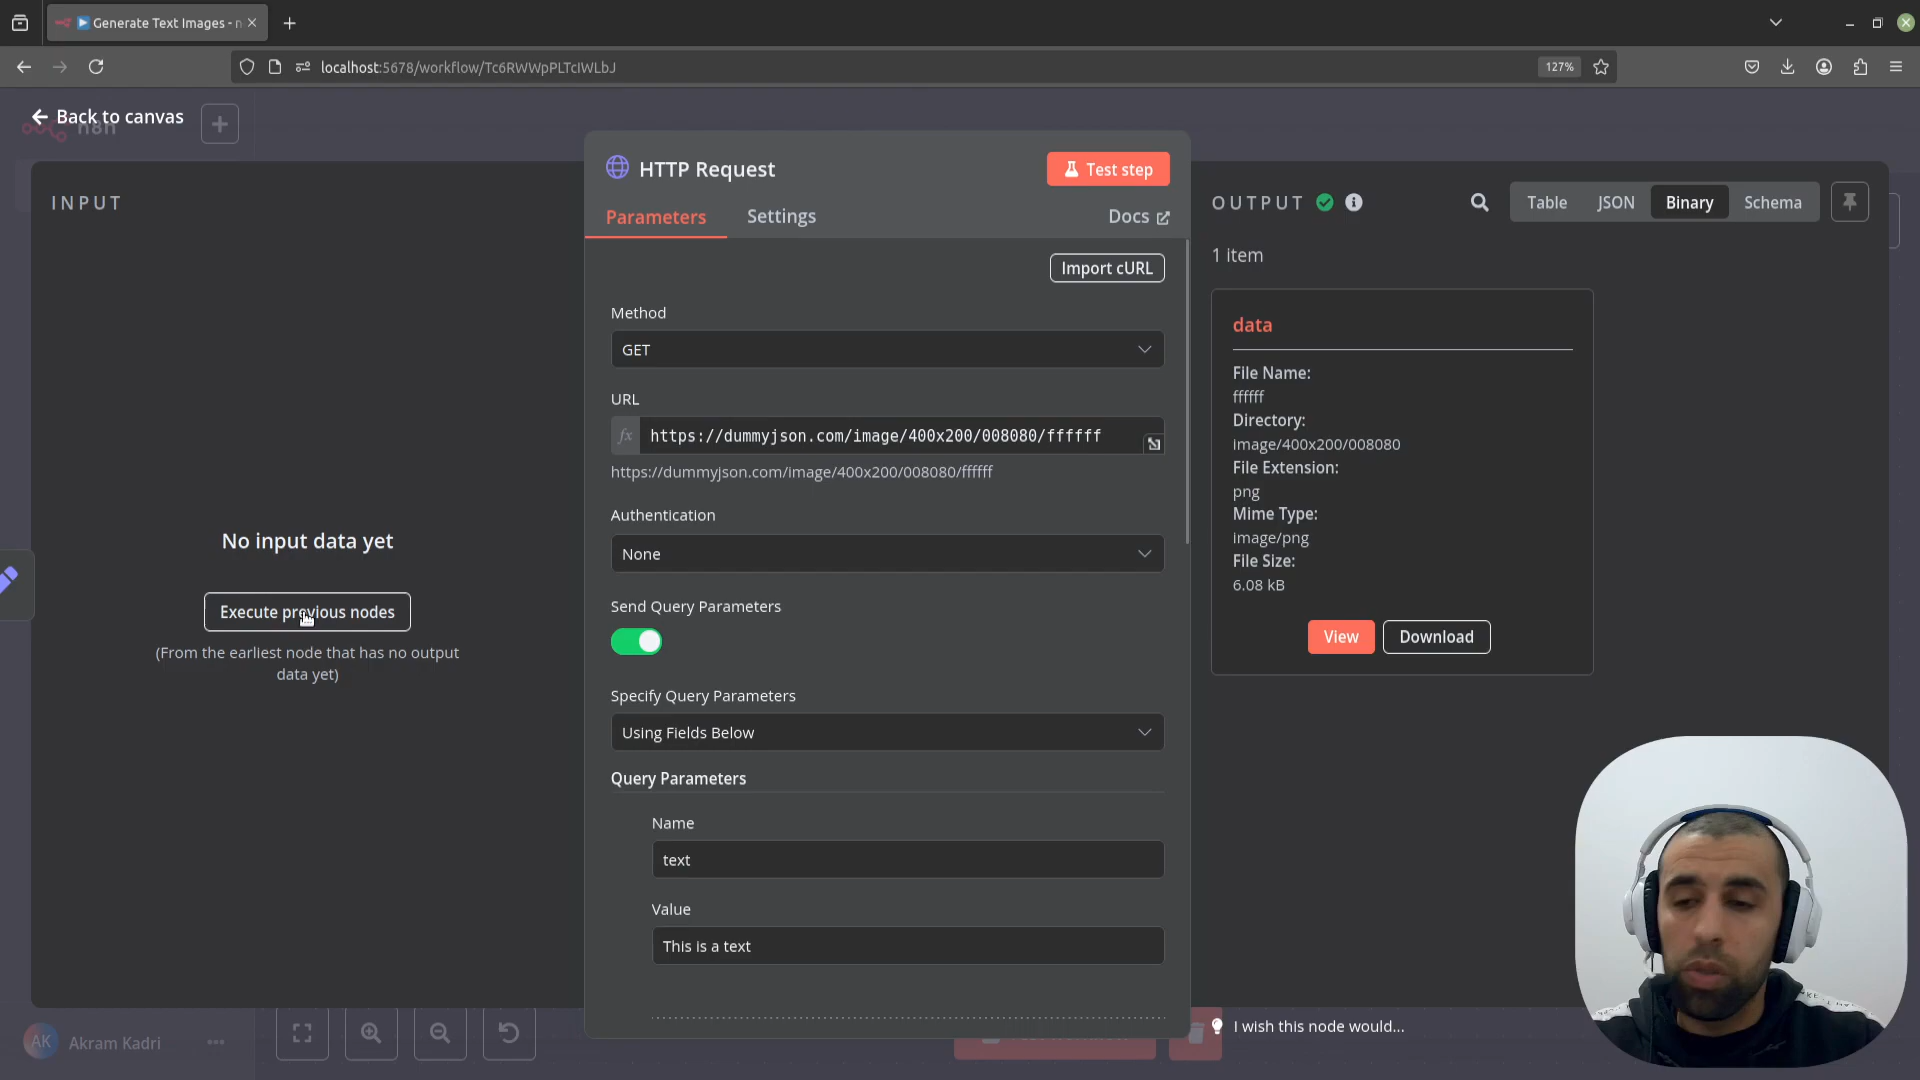 Generate Text Images - n
localhost:5678/workflow/Tc6RWWpPLTcIWLbJ
127%
Back to canvas
n8n
INPUT
No input data yet
Execute previous nodes
(From the earliest node that has no output
data yet)
HTTP Request
Test step
Parameters
Settings
Docs
Import cURL
Method
GET
URL
fx
https://dummyjson.com/image/400x200/008080/ffffff
https://dummyjson.com/image/400x200/008080/ffffff
Authentication
None
Send Query Parameters
Specify Query Parameters
Using Fields Below
Query Parameters
Name
text
Value
This is a text
OUTPUT
Table
JSON
Binary
Schema
1 item
data
File Name:
ffffff
Directory:
image/400x200/008080
File Extension:
png
Mime Type:
image/png
File Size:
6.08 kB
View
Download
I wish this node would...
AK
Akram Kadri